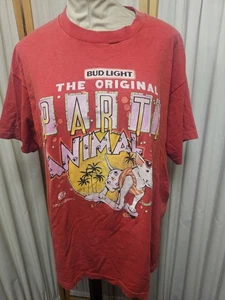 BUD LIGHT
THE ORIGINAL
PARTY
ANIMAL